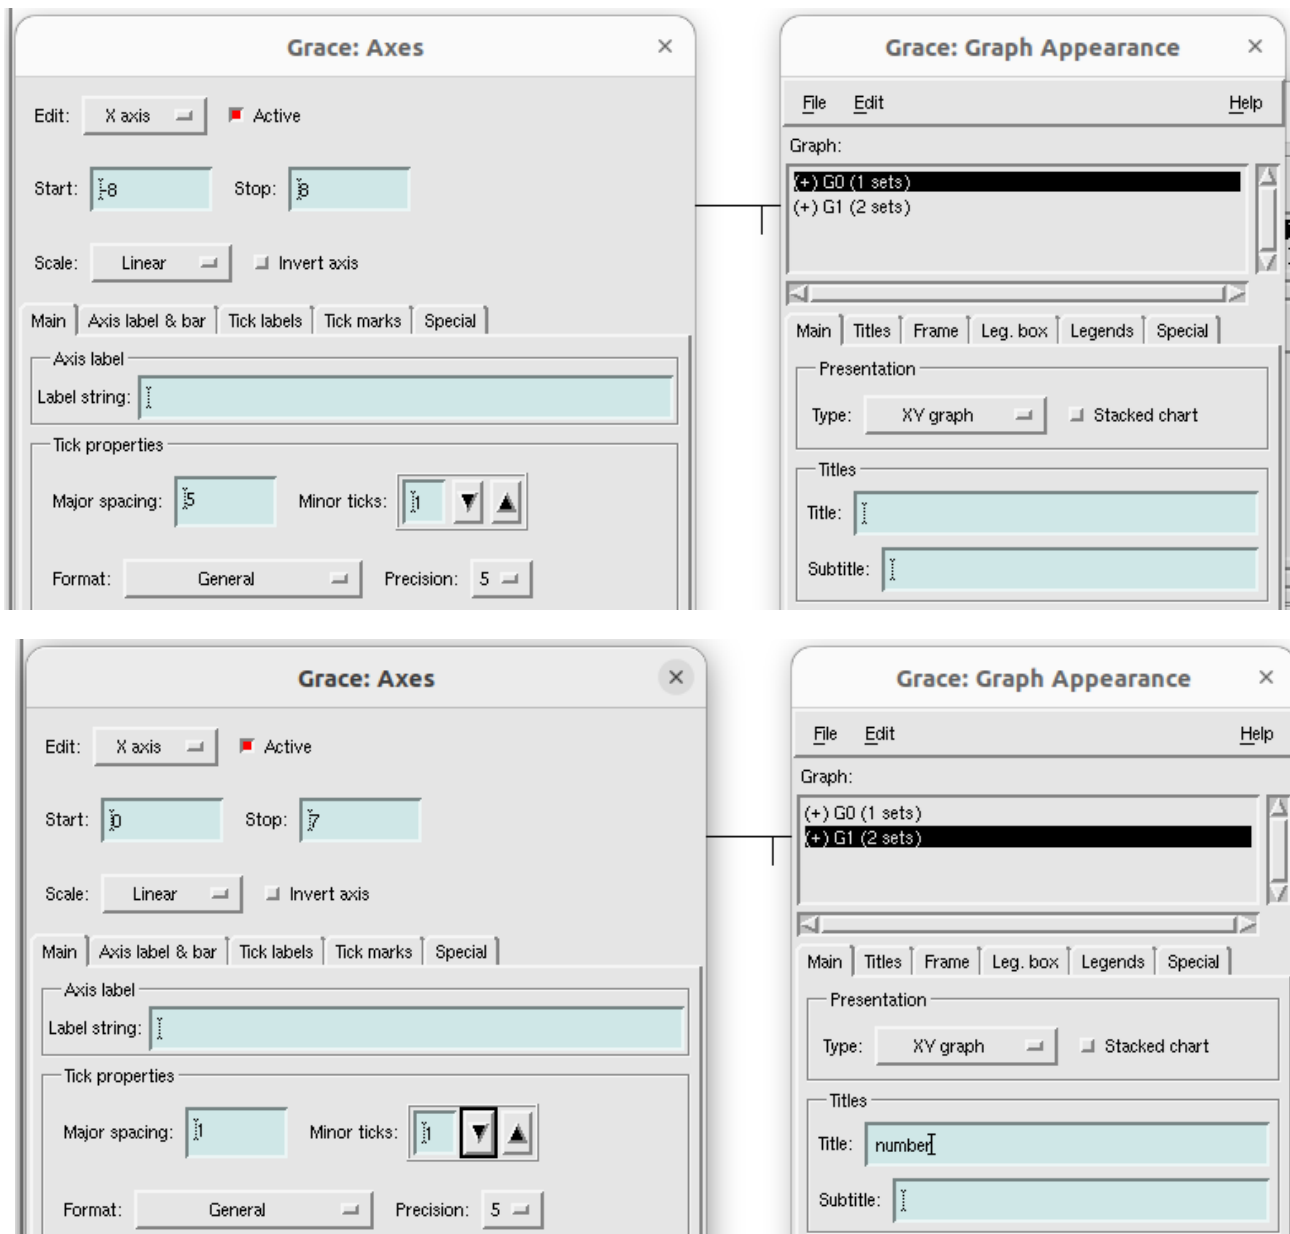 Grace: Axes
Edit: X axis Active
Start: -8 Stop: 8
Scale: Linear Invert axis
Main Axis label & bar Tick labels Tick marks Special
Axis label
Label string:
Tick properties
Major spacing: 5 Minor ticks: 1
Format: General Precision: 5
Grace: Graph Appearance
File Edit Help
Graph:
(+) G0 (1 sets)
(+) G1 (2 sets)
Main Titles Frame Leg. box Legends Special
Presentation
Type: XY graph Stacked chart
Titles
Title:
Subtitle:
Grace: Axes
Edit: X axis Active
Start: 0 Stop: 7
Scale: Linear Invert axis
Main Axis label & bar Tick labels Tick marks Special
Axis label
Label string:
Tick properties
Major spacing: 1 Minor ticks: 1
Format: General Precision: 5
Grace: Graph Appearance
File Edit Help
Graph:
(+) G0 (1 sets)
(+) G1 (2 sets)
Main Titles Frame Leg. box Legends Special
Presentation
Type: XY graph Stacked chart
Titles
Title: number
Subtitle: